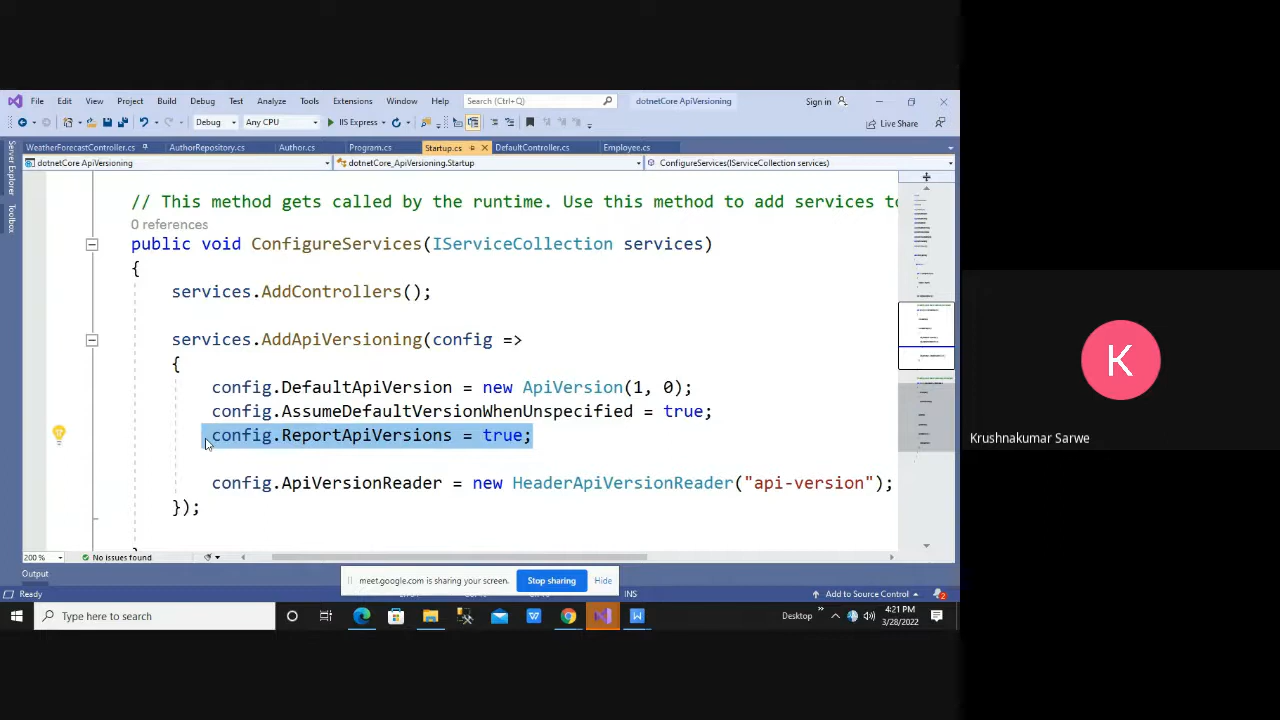 File Edit View Project Build Debug Test Analyze Tools Extensions Window Help Search (Ctrl+Q) dotnetCore ApiVersioning Sign in
Debug Any CPU IIS Express Live Share
WeatherForecastController.cs AuthorRepository.cs Author.cs Program.cs Startup.cs DefaultController.cs Employee.cs
dotnetCore ApiVersioning dotnetCore_ApiVersioning.Startup ConfigureServices(IServiceCollection services)
Server Explorer
Toolbox
// This method gets called by the runtime. Use this method to add services to
0 references
public void ConfigureServices(IServiceCollection services)
{
services.AddControllers();
services.AddApiVersioning(config =>
{
config.DefaultApiVersion = new ApiVersion(1, 0);
config.AssumeDefaultVersionWhenUnspecified = true;
config.ReportApiVersions = true;
config.ApiVersionReader = new HeaderApiVersionReader("api-version");
});
200 % No issues found
Output
meet.google.com is sharing your screen. Stop sharing Hide
Ready INS Add to Source Control 2
Type here to search Desktop 4:21 PM
3/28/2022
K
Krushnakumar Sarwe